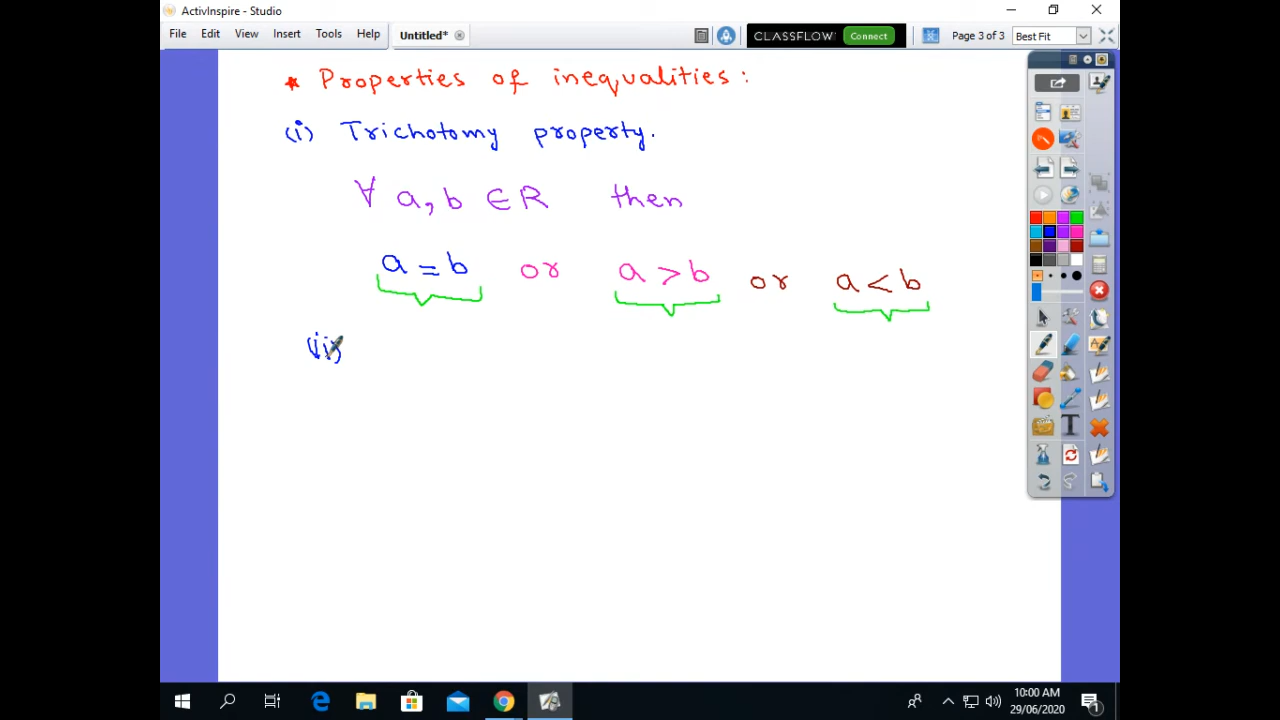 ActivInspire - Studio
File Edit View Insert Tools Help Untitled* CLASSFLOW Connect Page 3 of 3 Best Fit
* Properties of inequalities :
(i) Trichotomy property.
∀ a, b ∈ R then
a = b or a > b or a < b
(ii)
10:00 AM
29/06/2020
1